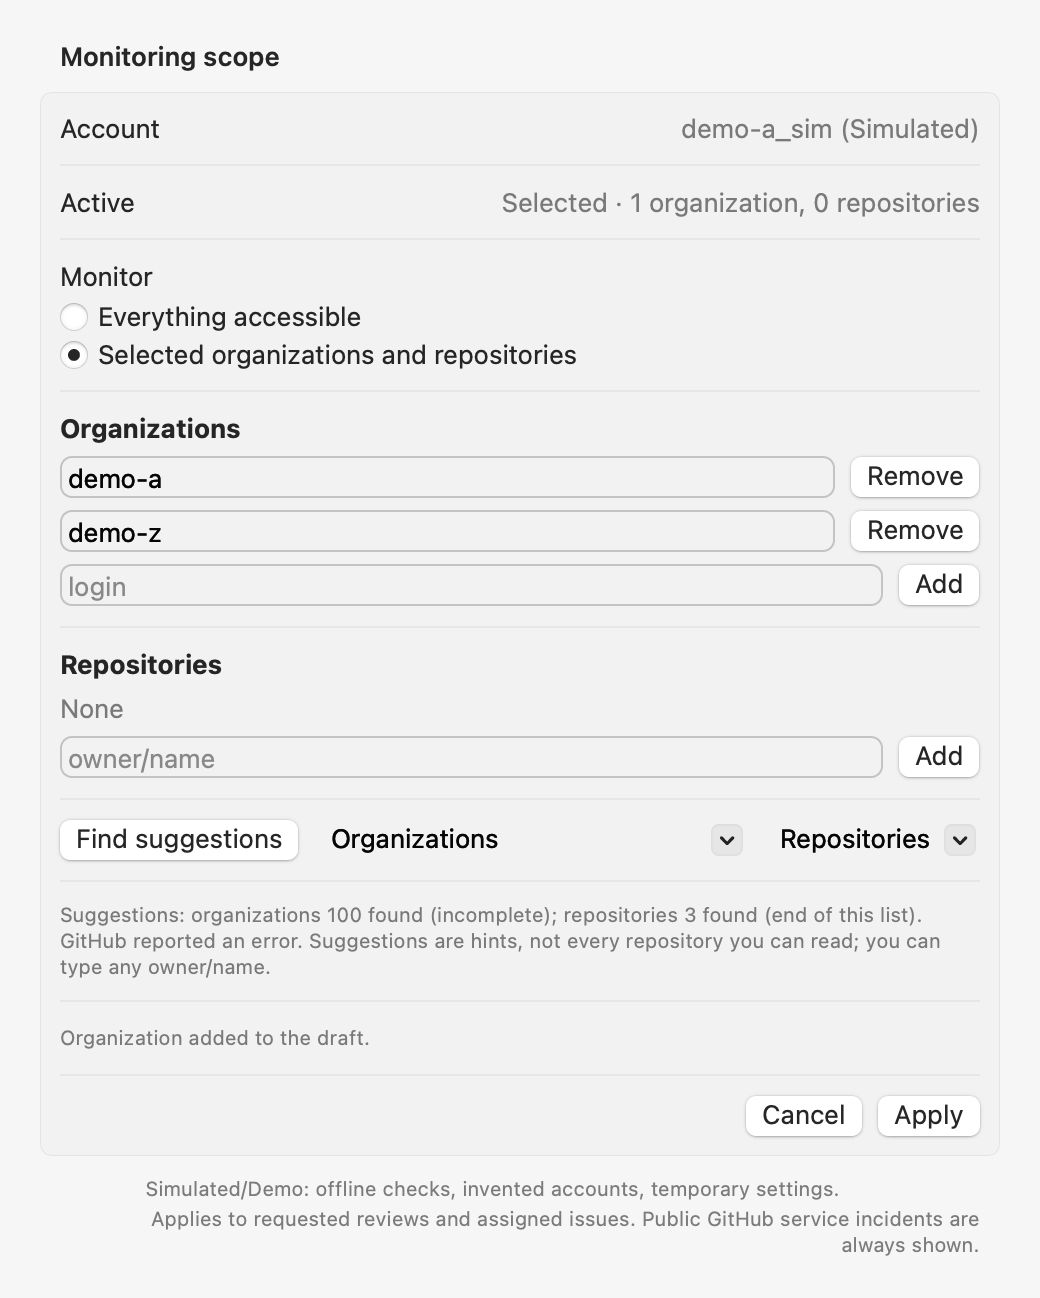 Monitoring scope
Account demo-a_sim (Simulated)
Active Selected · 1 organization, 0 repositories
Monitor
Everything accessible
Selected organizations and repositories
Organizations
demo-a Remove
demo-z Remove
login Add
Repositories
None
owner/name Add
Find suggestions Organizations Repositories
Suggestions: organizations 100 found (incomplete); repositories 3 found (end of this list).
GitHub reported an error. Suggestions are hints, not every repository you can read; you can
type any owner/name.
Organization added to the draft.
Cancel Apply
Simulated/Demo: offline checks, invented accounts, temporary settings.
Applies to requested reviews and assigned issues. Public GitHub service incidents are
always shown.